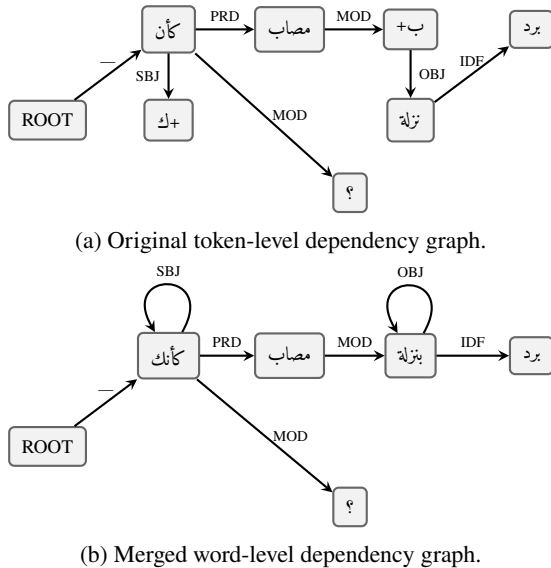 — PRD MOD
كأن مصاب ب+ برد
SBJ OBJ IDF
ROOT +ك MOD نزلة
؟
(a) Original token-level dependency graph.
SBJ OBJ
PRD MOD IDF
كأنك مصاب بنزلة برد
—
ROOT MOD
؟
(b) Merged word-level dependency graph.